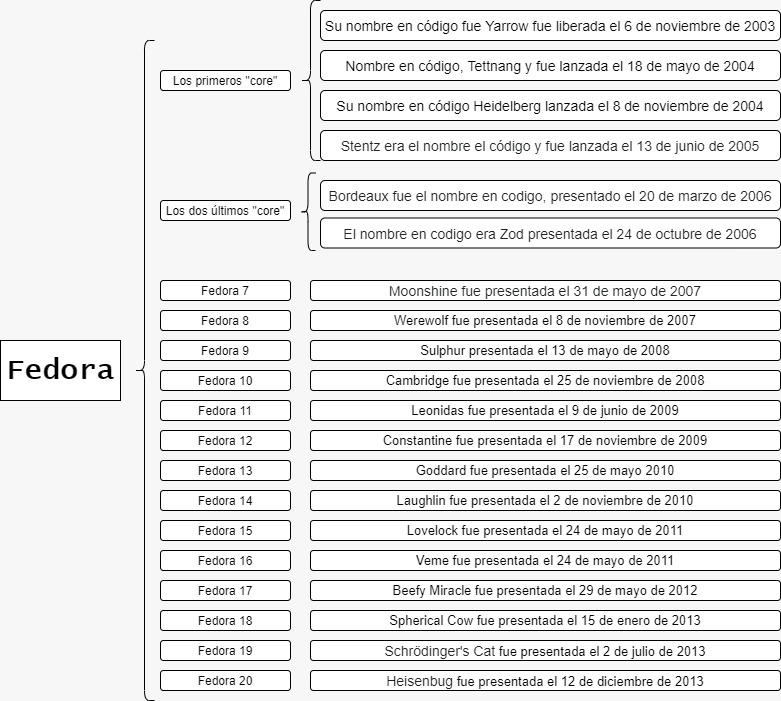 Su nombre en código fue Yarrow fue liberada el 6 de noviembre de 2003
Los primeros "core"
Nombre en código, Tettnang y fue lanzada el 18 de mayo de 2004
Su nombre en código Heidelberg lanzada el 8 de noviembre de 2004
Stentz era el nombre el código y fue lanzada el 13 de junio de 2005
Los dos últimos "core"
Bordeaux fue el nombre en codigo, presentado el 20 de marzo de 2006
El nombre en codigo era Zod presentada el 24 de octubre de 2006
Fedora
Fedora 7 Moonshine fue presentada el 31 de mayo de 2007
Fedora 8 Werewolf fue presentada el 8 de noviembre de 2007
Fedora 9 Sulphur presentada el 13 de mayo de 2008
Fedora 10 Cambridge fue presentada el 25 de noviembre de 2008
Fedora 11 Leonidas fue presentada el 9 de junio de 2009
Fedora 12 Constantine fue presentada el 17 de noviembre de 2009
Fedora 13 Goddard fue presentada el 25 de mayo 2010
Fedora 14 Laughlin fue presentada el 2 de noviembre de 2010
Fedora 15 Lovelock fue presentada el 24 de mayo de 2011
Fedora 16 Veme fue presentada el 24 de mayo de 2011
Fedora 17 Beefy Miracle fue presentada el 29 de mayo de 2012
Fedora 18 Spherical Cow fue presentada el 15 de enero de 2013
Fedora 19 Schrödinger's Cat fue presentada el 2 de julio de 2013
Fedora 20 Heisenbug fue presentada el 12 de diciembre de 2013